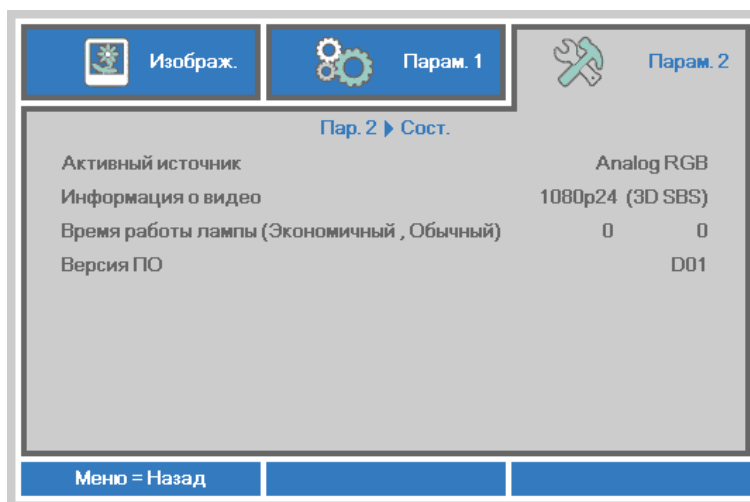 Изображ. Парам. 1 Парам. 2
Пар. 2 Сост.
Активный источник Analog RGB
Информация о видео 1080p24 (3D SBS)
Время работы лампы (Экономичный , Обычный) 0 0
Версия ПО D01
Меню = Назад